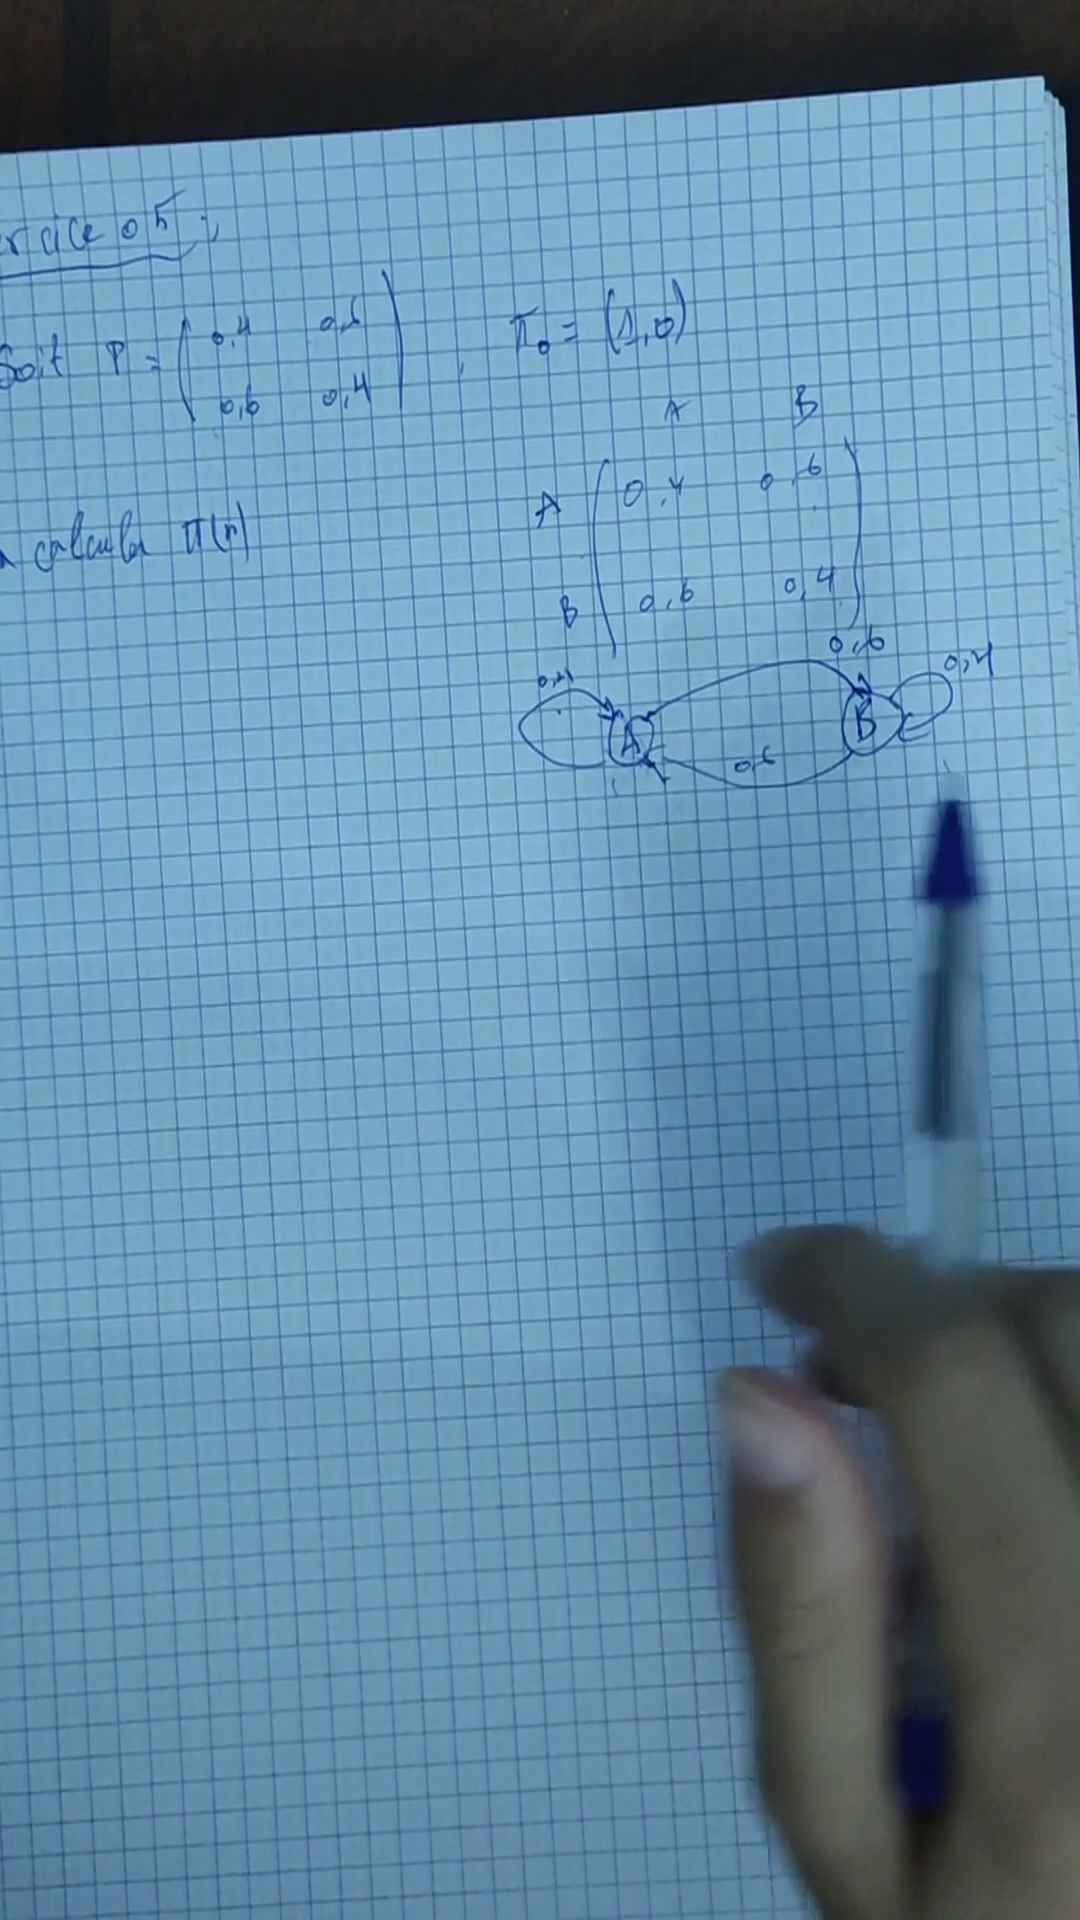 rcice 05 :
Soit P = ( 0,4 0,6 , π₀ = (1,0)
0,6 0,4 )
A B
A ( 0,4 0,6
B 0,6 0,4 )
calculer π(n)
0,6
0,4 0,4
A B
0,6